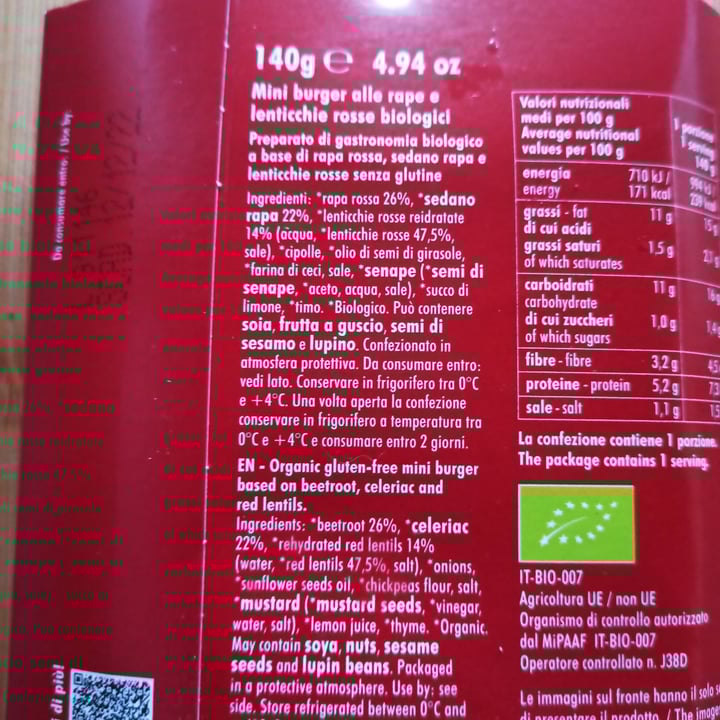 Da consumare entro: / Use by:
12/12/22
140g ℮ 4.94 oz
Mini burger alle rape e
lenticchie rosse biologici
Preparato di gastronomia biologico
a base di rapa rossa, sedano rapa e
lenticchie rosse senza glutine
Ingredienti: *rapa rossa 26%, *sedano
rapa 22%, *lenticchie rosse reidratate
14% (acqua, *lenticchie rosse 47,5%,
sale), *cipolle, *olio di semi di girasole,
*farina di ceci, sale, *senape (*semi di
senape, *aceto, acqua, sale), *succo di
limone, *timo. *Biologico. Può contenere
soia, frutta a guscio, semi di
sesamo e lupino. Confezionato in
atmosfera protettiva. Da consumare entro:
vedi lato. Conservare in frigorifero tra 0°C
e +4°C. Una volta aperta la confezione
conservare in frigorifero a temperatura tra
0°C e +4°C e consumare entro 2 giorni.
EN - Organic gluten-free mini burger
based on beetroot, celeriac and
red lentils.
Ingredients: *beetroot 26%, *celeriac
22%, *rehydrated red lentils 14%
(water, *red lentils 47,5%, salt), *onions,
*sunflower seeds oil, *chickpeas flour, salt,
*mustard (*mustard seeds, *vinegar,
water, salt), *lemon juice, *thyme. *Organic.
May contain soya, nuts, sesame
seeds and lupin beans. Packaged
in a protective atmosphere. Use by: see
side. Store refrigerated between 0°C and
Valori nutrizionali
medi per 100 g
Average nutritional
values per 100 g
1 porzione
1 serving
energia 710 kJ /
energy 171 kcal
grassi - fat 11 g
di cui acidi
grassi saturi 1,5 g
of which saturates
carboidrati 11 g
carbohydrate
di cui zuccheri 1,0 g
of which sugars
fibre - fibre 3,2 g
proteine - protein 5,2 g
sale - salt 1,1 g
La confezione contiene 1 porzione.
The package contains 1 serving.
IT-BIO-007
Agricoltura UE / non UE
Organismo di controllo autorizzato
dal MiPAAF IT-BIO-007
Operatore controllato n. J38D
Le immagini sul fronte hanno il solo
di presentare il prodotto. / The
di più!